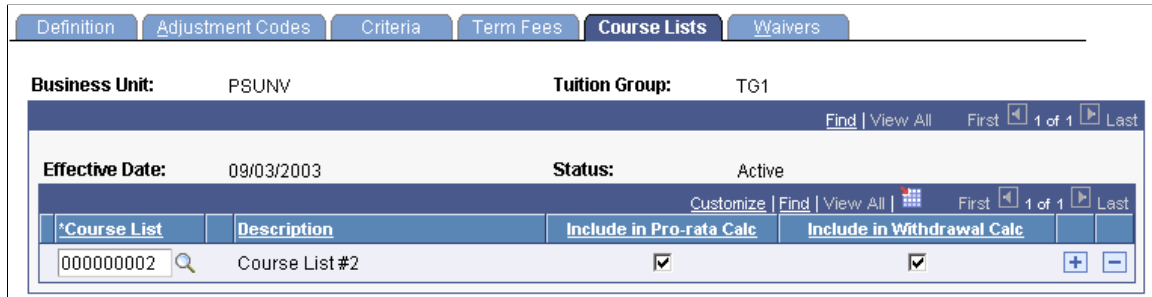 Definition Adjustment Codes Criteria Term Fees Course Lists Waivers
Business Unit: PSUNV Tuition Group: TG1
Find | View All First 1 of 1 Last
Effective Date: 09/03/2003 Status: Active
Customize | Find | View All | First 1 of 1 Last
*Course List Description Include in Pro-rata Calc Include in Withdrawal Calc
000000002 Course List #2